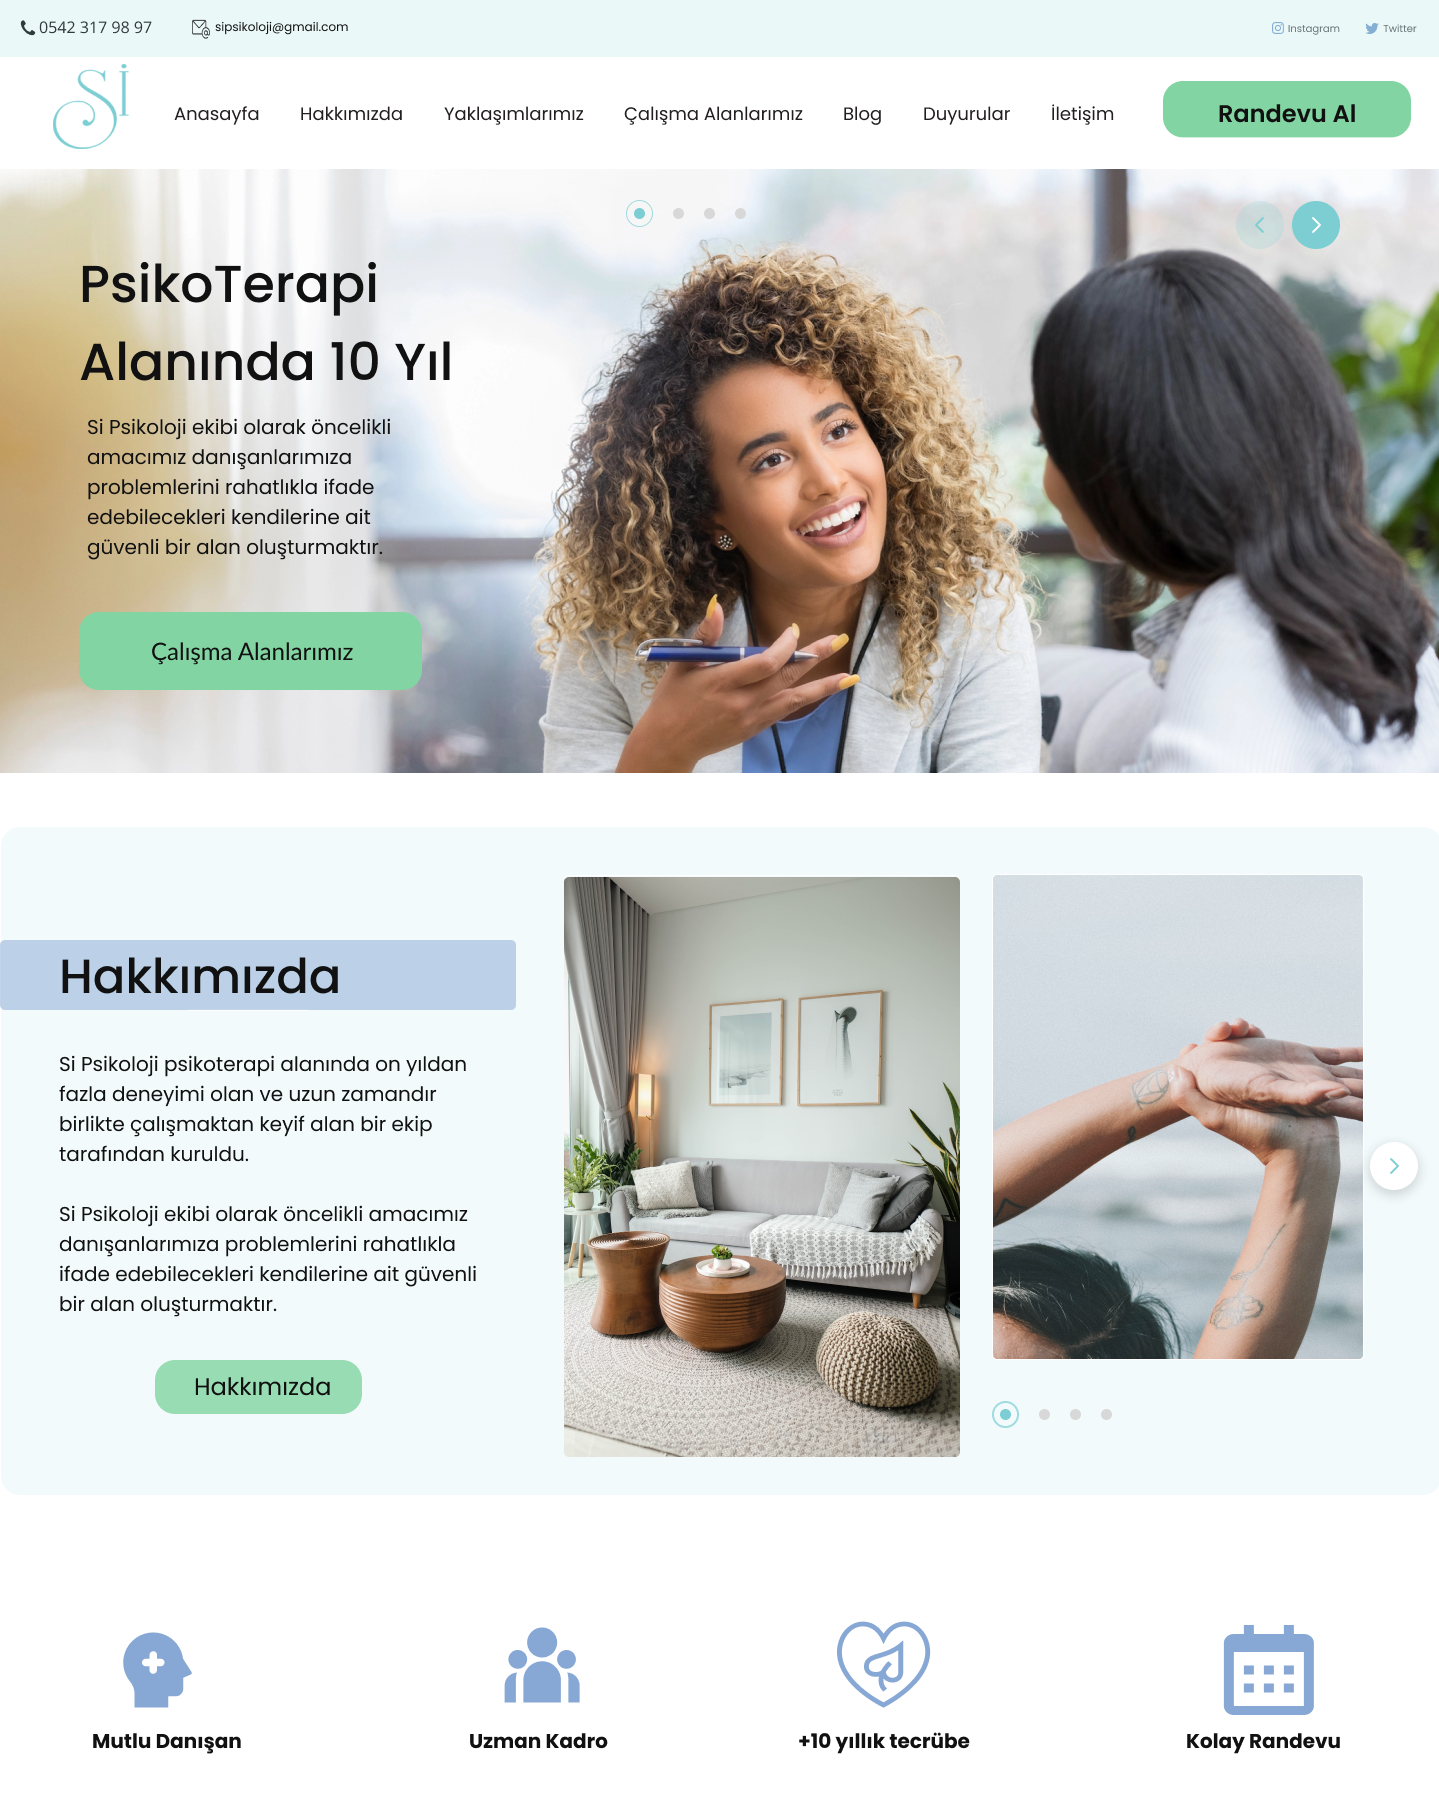 0542 317 98 97
sipsikoloji@gmail.com
Instagram
Twitter
Sİ
Anasayfa
Hakkımızda
Yaklaşımlarımız
Çalışma Alanlarımız
Blog
Duyurular
İletişim
Randevu Al
PsikoTerapi
Alanında 10 Yıl
Si Psikoloji ekibi olarak öncelikli
amacımız danışanlarımıza
problemlerini rahatlıkla ifade
edebilecekleri kendilerine ait
güvenli bir alan oluşturmaktır.
Çalışma Alanlarımız
Hakkımızda
Si Psikoloji psikoterapi alanında on yıldan
fazla deneyimi olan ve uzun zamandır
birlikte çalışmaktan keyif alan bir ekip
tarafından kuruldu.
Si Psikoloji ekibi olarak öncelikli amacımız
danışanlarımıza problemlerini rahatlıkla
ifade edebilecekleri kendilerine ait güvenli
bir alan oluşturmaktır.
Hakkımızda
Mutlu Danışan
Uzman Kadro
+10 yıllık tecrübe
Kolay Randevu